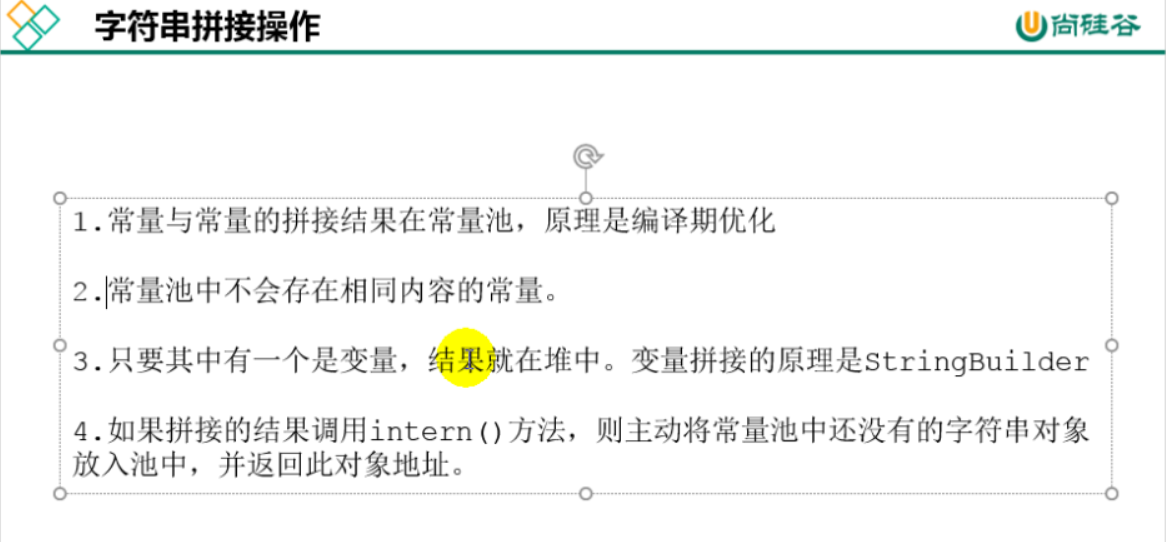 字符串拼接操作
尚硅谷
1.常量与常量的拼接结果在常量池，原理是编译期优化
2.常量池中不会存在相同内容的常量。
3.只要其中有一个是变量，结果就在堆中。变量拼接的原理是StringBuilder
4.如果拼接的结果调用intern()方法，则主动将常量池中还没有的字符串对象
放入池中，并返回此对象地址。